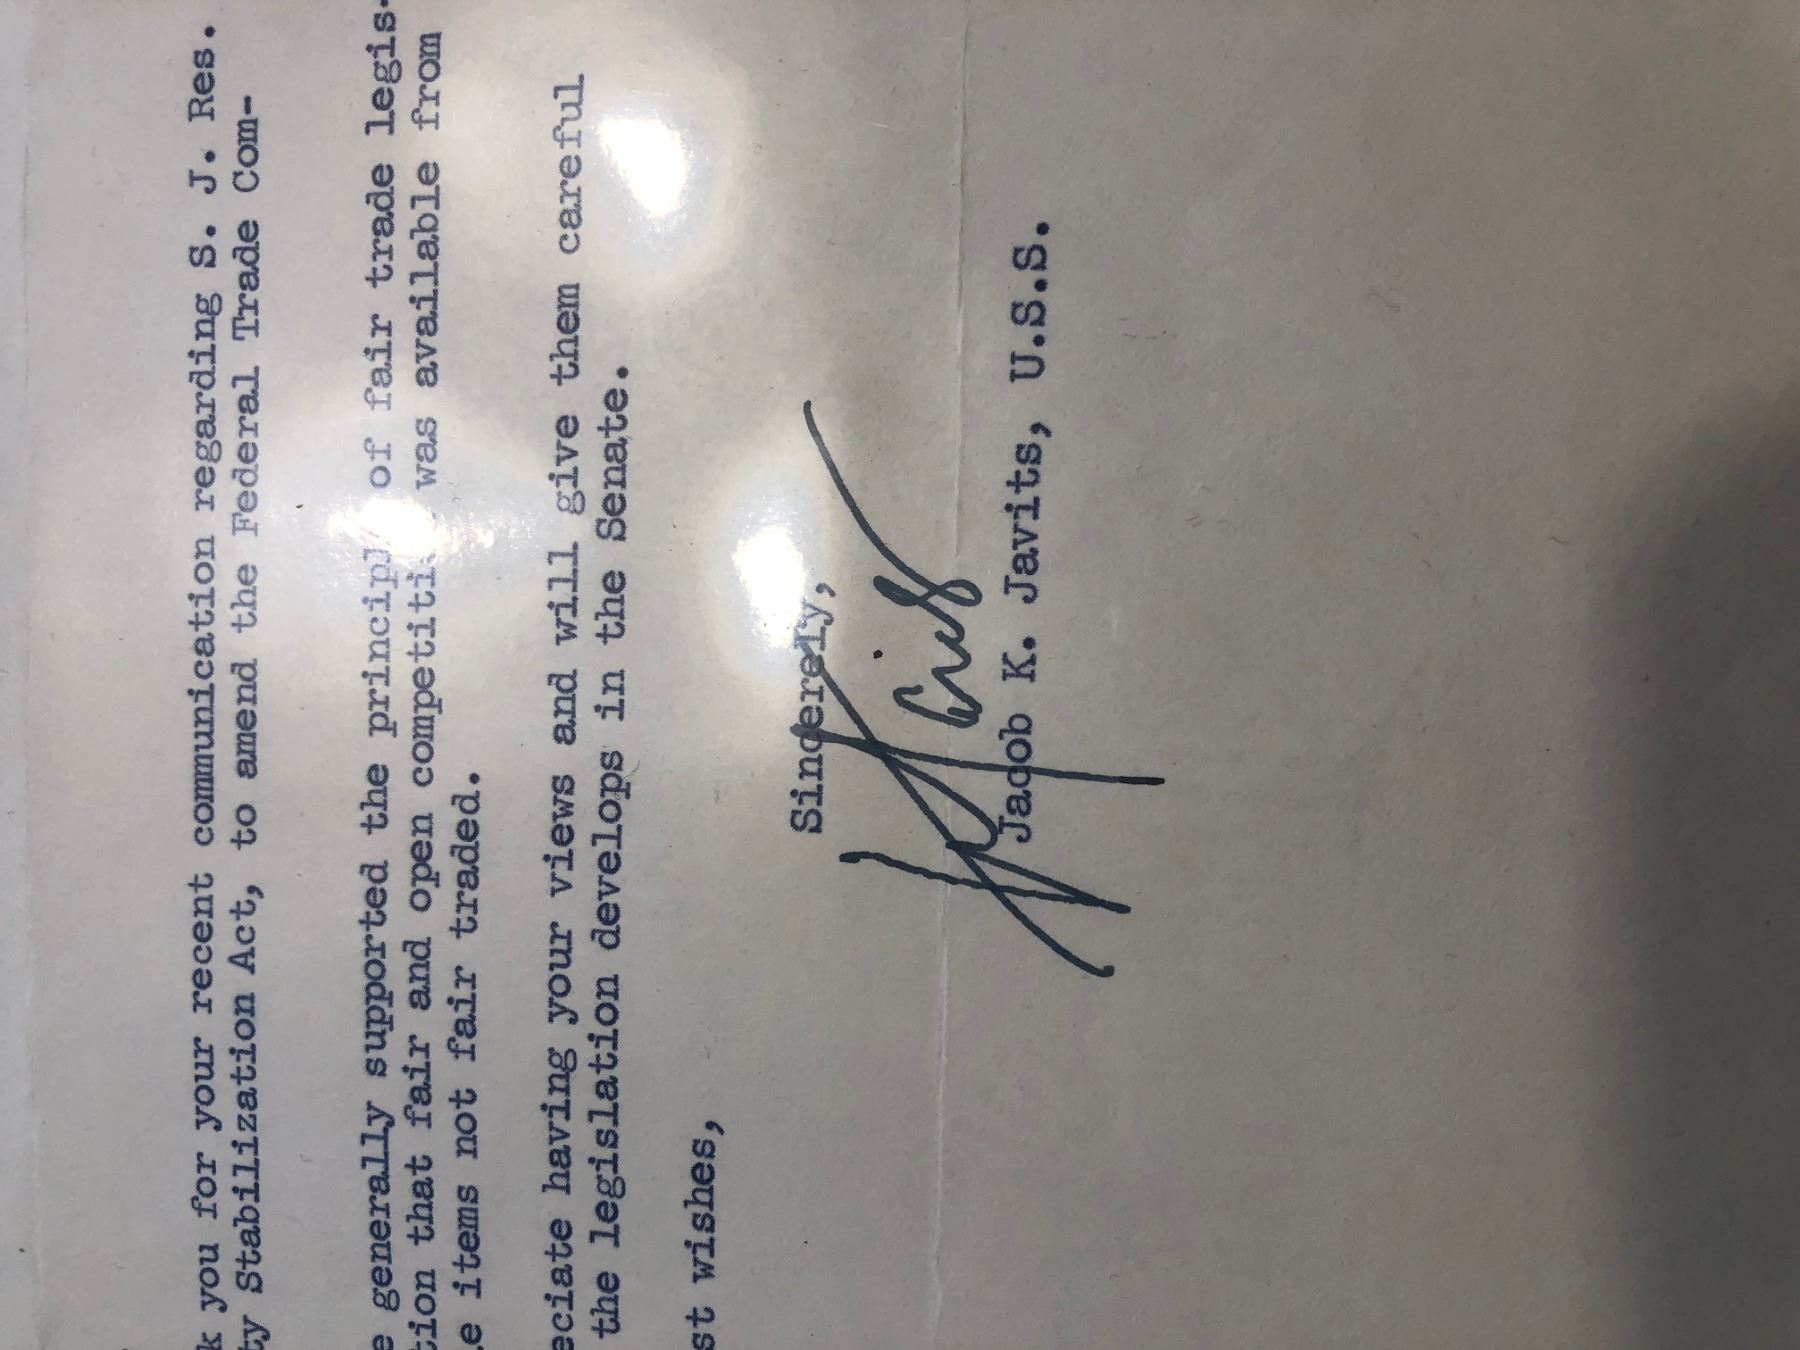 k you for your recent communication regarding S. J. Res.
ty Stabilization Act, to amend the Federal Trade Com-
e generally supported the principl of fair trade legis-
tion that fair and open competiti was available from
e items not fair traded.
eciate having your views and will give them careful
the legislation develops in the Senate.
st wishes,
Sincerely,
Javits
Jacob K. Javits, U.S.S.